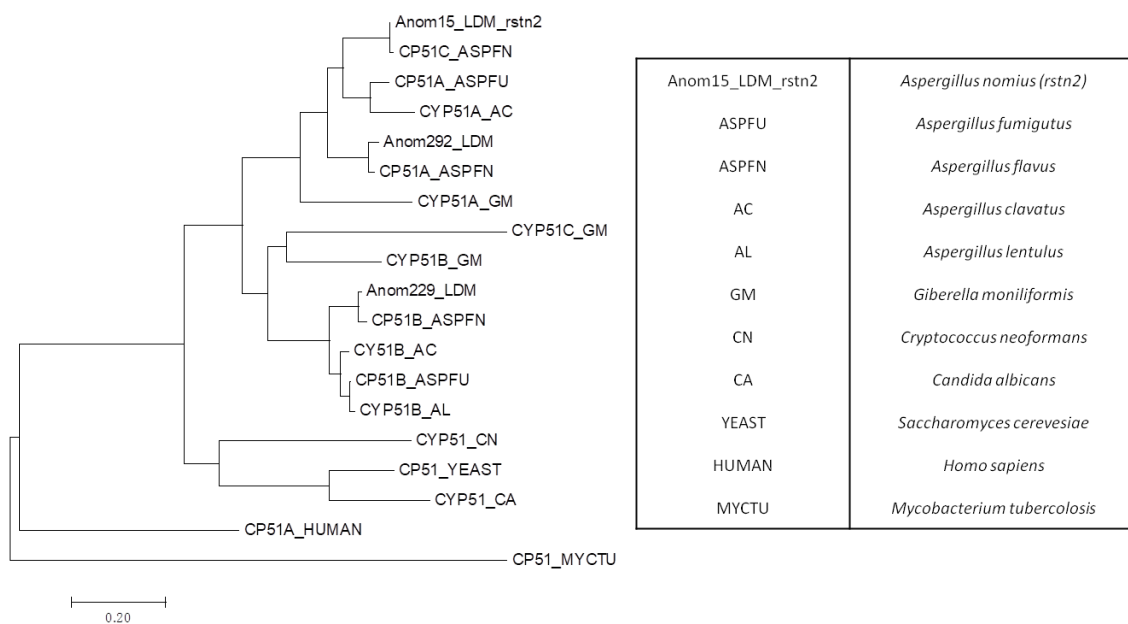 Anom15_LDM_rstn2
CP51C_ASPFN
CP51A_ASPFU
CYP51A_AC
Anom292_LDM
CP51A_ASPFN
CYP51A_GM
CYP51C_GM
CYP51B_GM
Anom229_LDM
CP51B_ASPFN
CY51B_AC
CP51B_ASPFU
CYP51B_AL
CYP51_CN
CP51_YEAST
CYP51_CA
CP51A_HUMAN
CP51_MYCTU
0.20
Anom15_LDM_rstn2 Aspergillus nomius (rstn2)
ASPFU Aspergillus fumigutus
ASPFN Aspergillus flavus
AC Aspergillus clavatus
AL Aspergillus lentulus
GM Giberella moniliformis
CN Cryptococcus neoformans
CA Candida albicans
YEAST Saccharomyces cerevesiae
HUMAN Homo sapiens
MYCTU Mycobacterium tubercolosis